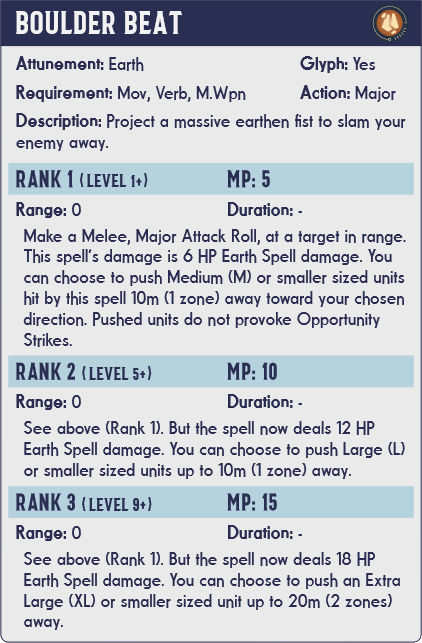 BOULDER BEAT
Attunement: Earth Glyph: Yes
Requirement: Mov, Verb, M.Wpn Action: Major
Description: Project a massive earthen fist to slam your
enemy away.
RANK 1 (LEVEL 1+) MP: 5
Range: 0 Duration: -
Make a Melee, Major Attack Roll, at a target in range.
This spell's damage is 6 HP Earth Spell damage. You
can choose to push Medium (M) or smaller sized units
hit by this spell 10m (1 zone) away toward your chosen
direction. Pushed units do not provoke Opportunity
Strikes.
RANK 2 (LEVEL 5+) MP: 10
Range: 0 Duration: -
See above (Rank 1). But the spell now deals 12 HP
Earth Spell damage. You can choose to push Large (L)
or smaller sized units up to 10m (1 zone) away.
RANK 3 (LEVEL 9+) MP: 15
Range: 0 Duration: -
See above (Rank 1). But the spell now deals 18 HP
Earth Spell damage. You can choose to push an Extra
Large (XL) or smaller sized unit up to 20m (2 zones)
away.